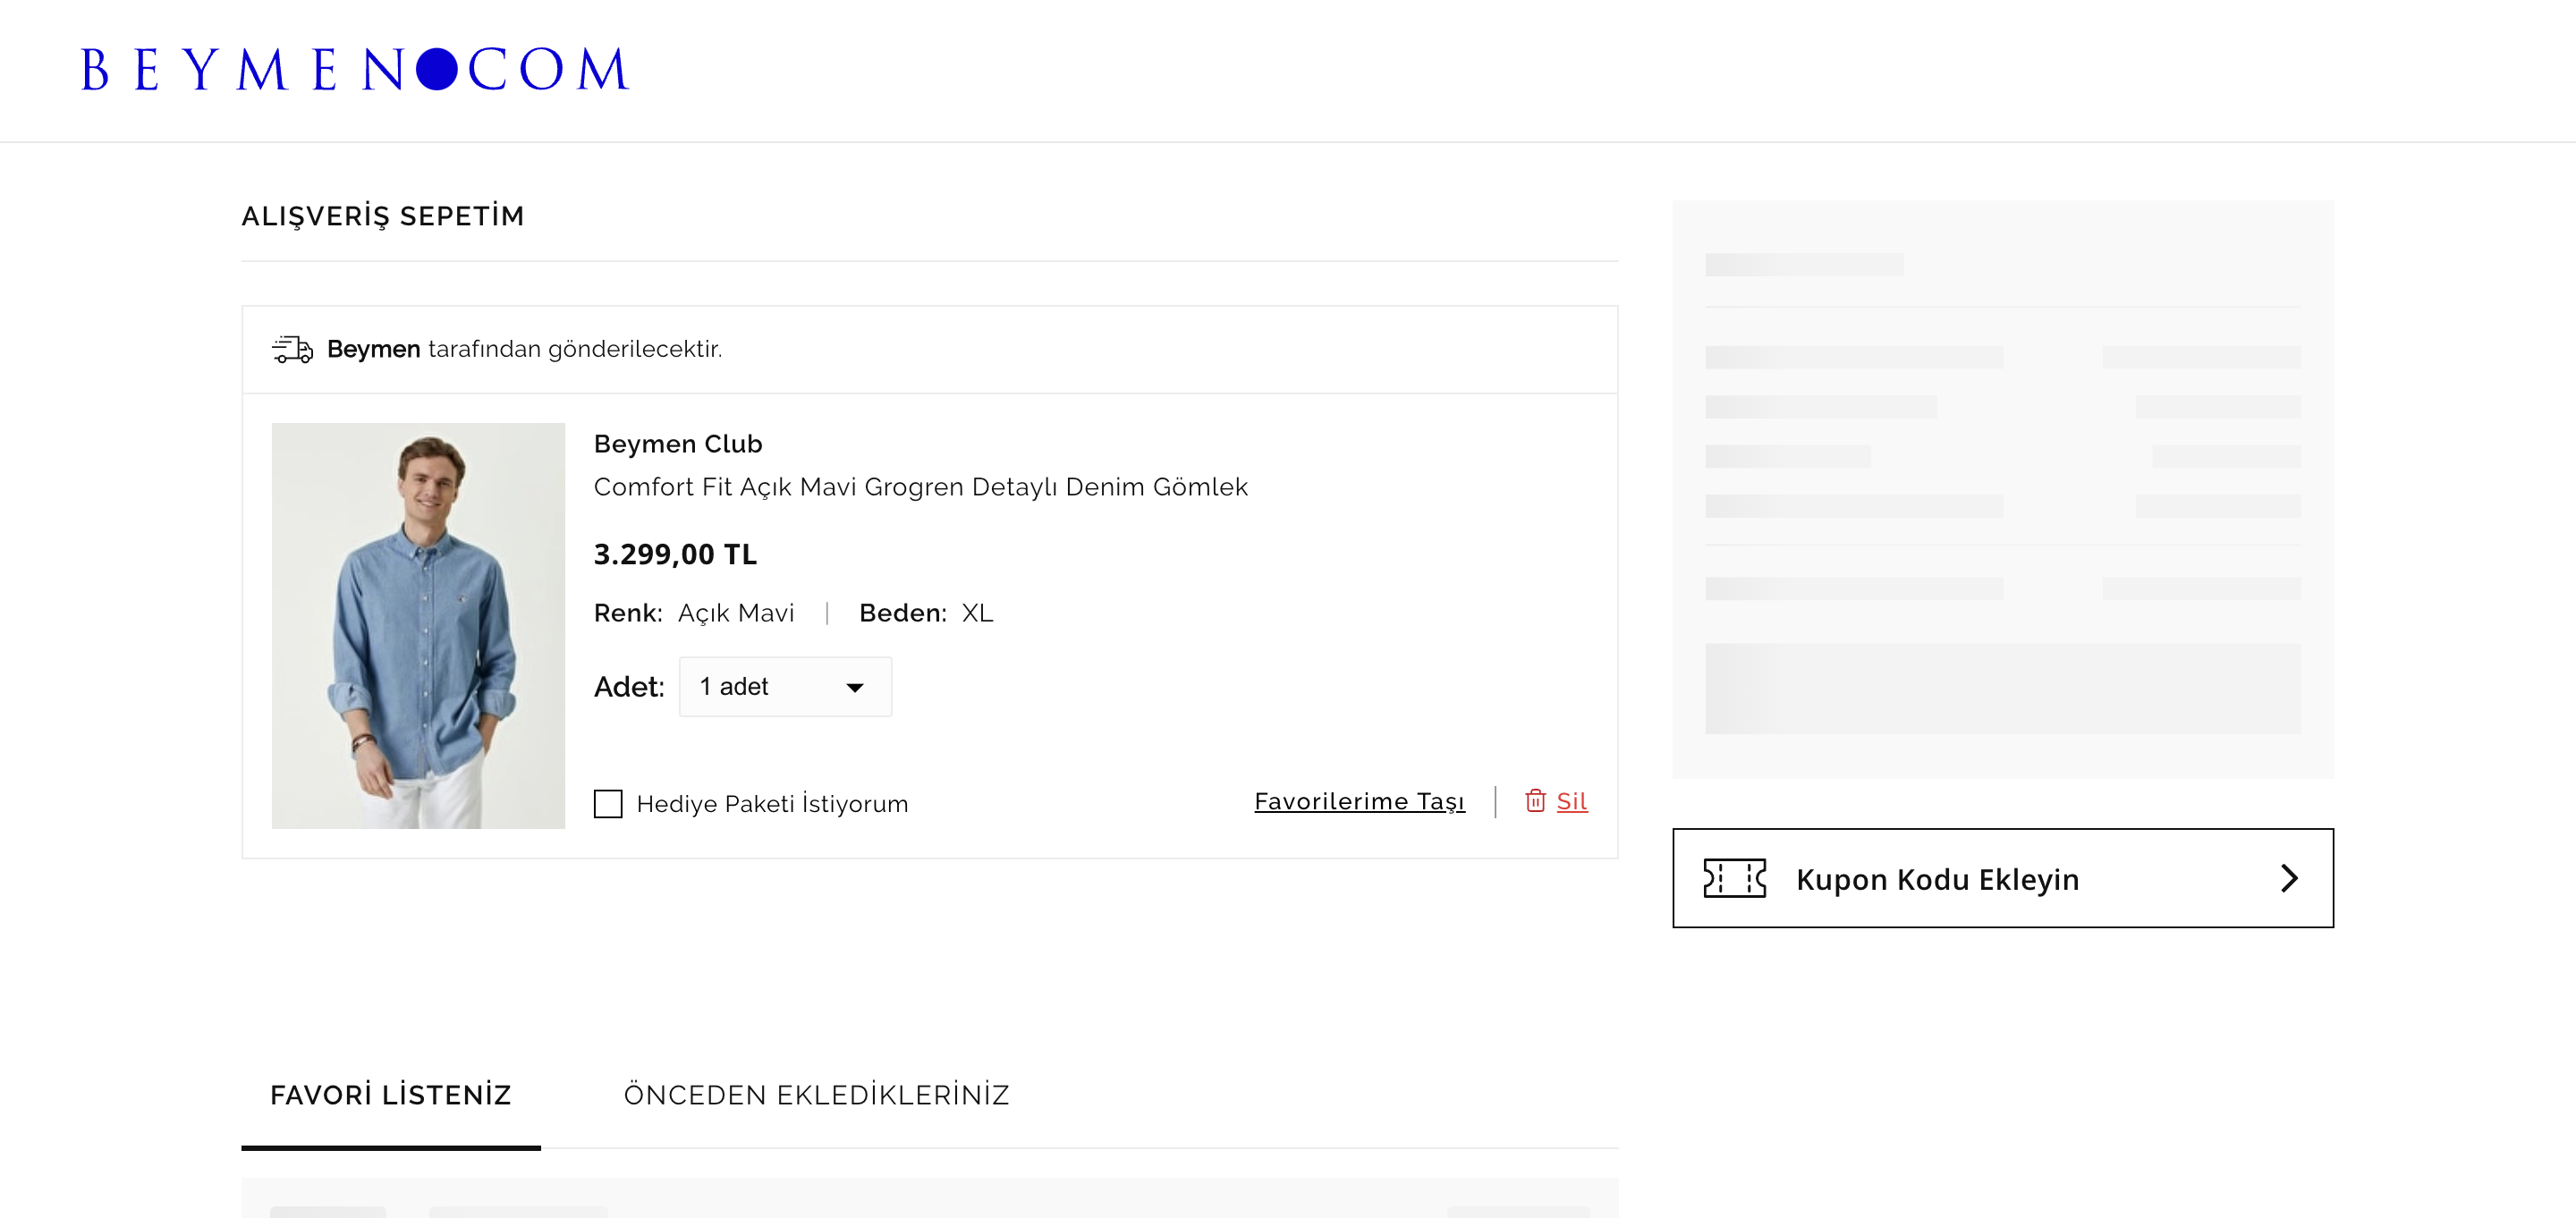 BEYMEN COM
ALIŞVERİŞ SEPETİM
Beymen tarafından gönderilecektir.
Beymen Club
Comfort Fit Açık Mavi Grogren Detaylı Denim Gömlek
3.299,00 TL
Renk: Açık Mavi | Beden: XL
Adet: 1 adet
Hediye Paketi İstiyorum
Favorilerime Taşı | Sil
Kupon Kodu Ekleyin
FAVORİ LİSTENİZ
ÖNCEDEN EKLEDİKLERİNİZ